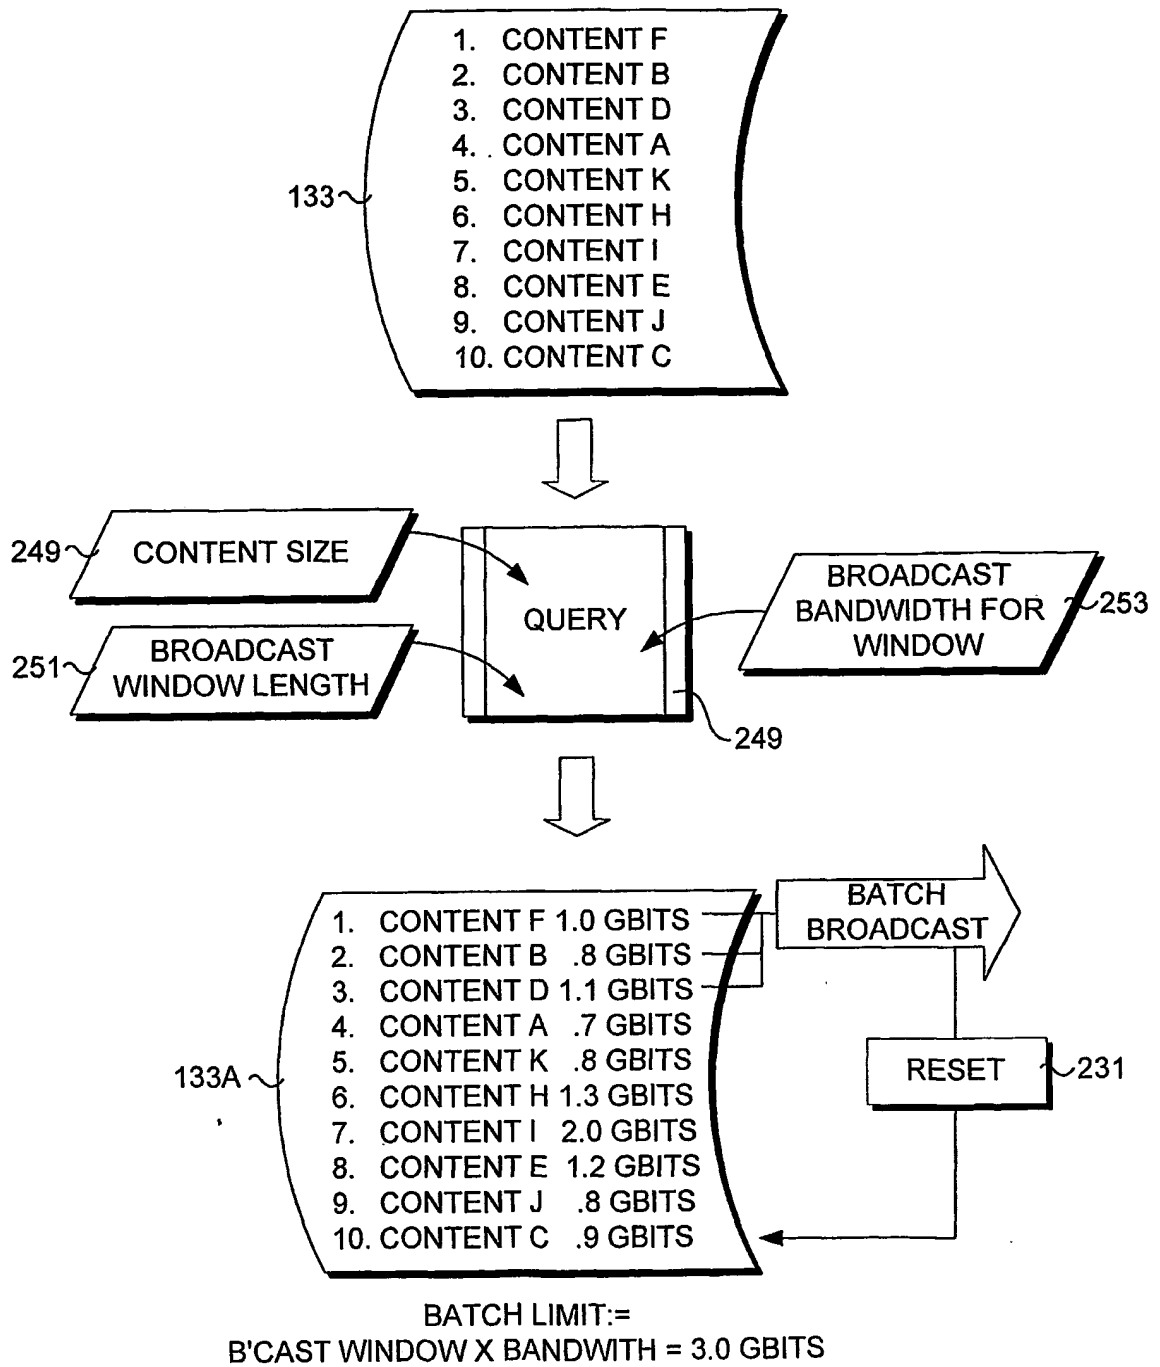 1. CONTENT F
2. CONTENT B
3. CONTENT D
4. CONTENT A
5. CONTENT K
6. CONTENT H
7. CONTENT I
8. CONTENT E
9. CONTENT J
10. CONTENT C
133
249
CONTENT SIZE
251
BROADCAST
WINDOW LENGTH
QUERY
249
BROADCAST
BANDWIDTH FOR
WINDOW
253
1. CONTENT F 1.0 GBITS
2. CONTENT B .8 GBITS
3. CONTENT D 1.1 GBITS
4. CONTENT A .7 GBITS
5. CONTENT K .8 GBITS
6. CONTENT H 1.3 GBITS
7. CONTENT I 2.0 GBITS
8. CONTENT E 1.2 GBITS
9. CONTENT J .8 GBITS
10. CONTENT C .9 GBITS
133A
BATCH
BROADCAST
RESET
231
BATCH LIMIT:=
B'CAST WINDOW X BANDWITH = 3.0 GBITS